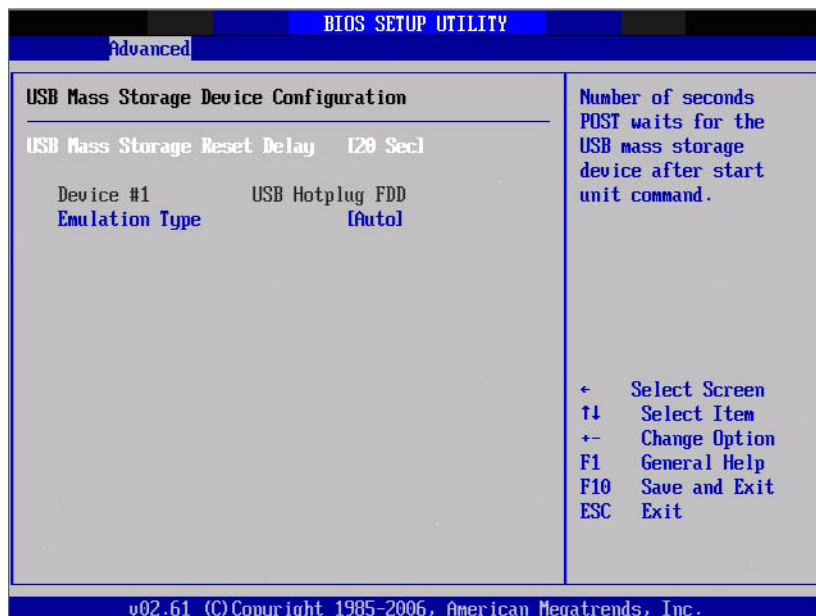 BIOS SETUP UTILITY
Advanced
USB Mass Storage Device Configuration
USB Mass Storage Reset Delay [20 Sec]
Device #1 USB Hotplug FDD
Emulation Type [Auto]
Number of seconds
POST waits for the
USB mass storage
device after start
unit command.
← Select Screen
↑↓ Select Item
+- Change Option
F1 General Help
F10 Save and Exit
ESC Exit
v02.61 (C)Copyright 1985-2006, American Megatrends, Inc.